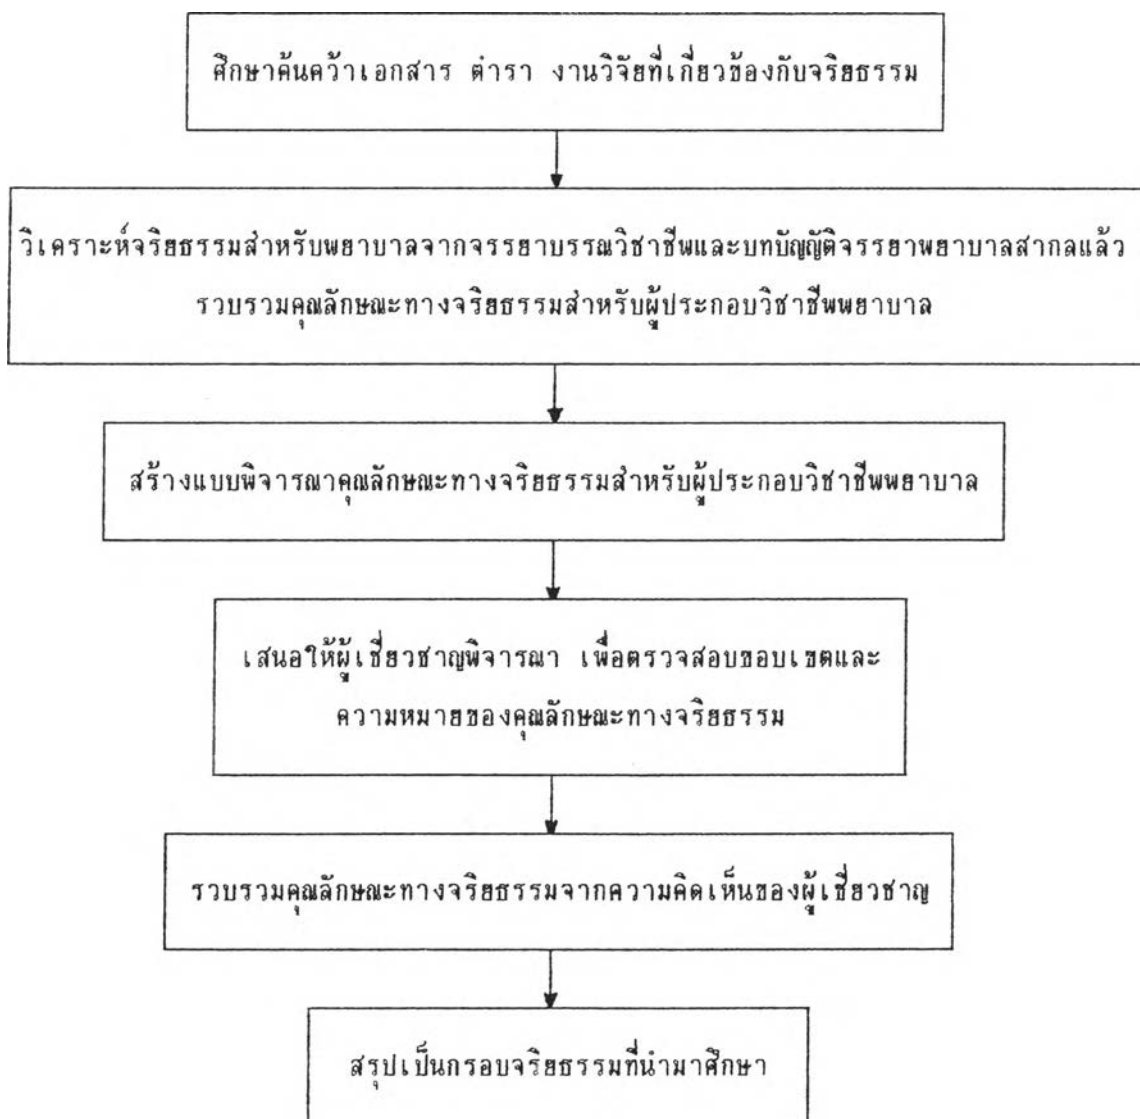 ศึกษาค้นคว้าเอกสาร ตำรา งานวิจัยที่เกี่ยวข้องกับจริยธรรม
วิเคราะห์จริยธรรมสำหรับพยาบาลจากจรรยาบรรณวิชาชีพและบทบัญญัติจรรยาพยาบาลสากลแล้ว
รวบรวมคุณลักษณะทางจริยธรรมสำหรับผู้ประกอบวิชาชีพพยาบาล
สร้างแบบพิจารณาคุณลักษณะทางจริยธรรมสำหรับผู้ประกอบวิชาชีพพยาบาล
เสนอให้ผู้เชี่ยวชาญพิจารณา เพื่อตรวจสอบขอบเขตและ
ความหมายของคุณลักษณะทางจริยธรรม
รวบรวมคุณลักษณะทางจริยธรรมจากความคิดเห็นของผู้เชี่ยวชาญ
สรุปเป็นกรอบจริยธรรมที่นำมาศึกษา